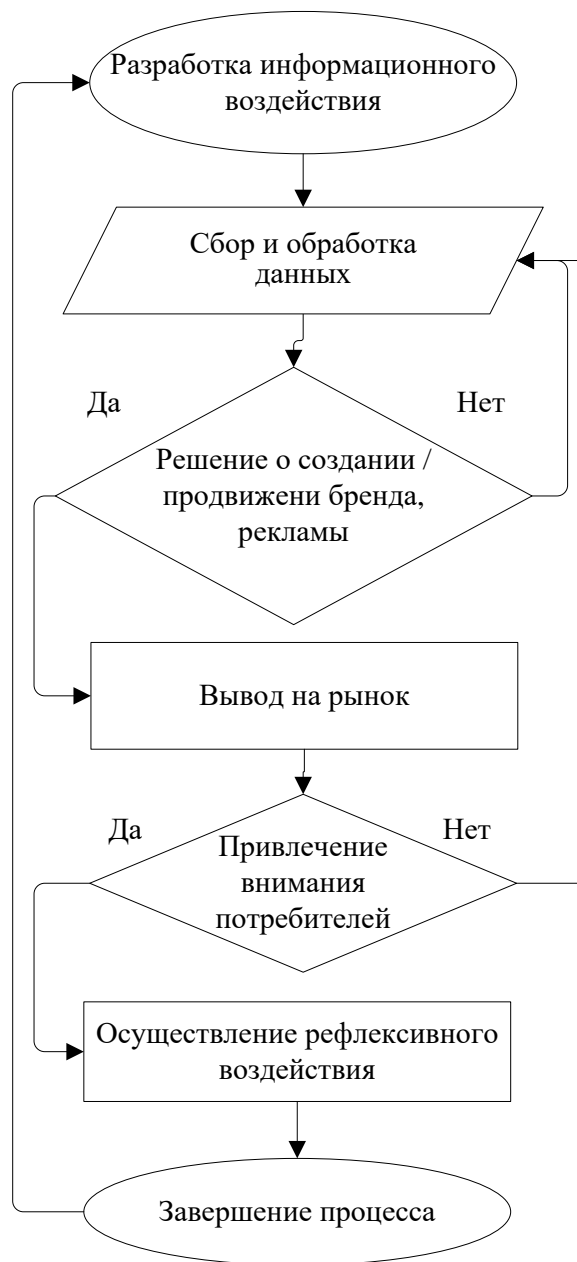 Разработка информационного
воздействия
Сбор и обработка
данных
Да
Нет
Решение о создании /
продвижени бренда,
рекламы
Вывод на рынок
Да
Нет
Привлечение
внимания
потребителей
Осуществление рефлексивного
воздействия
Завершение процесса